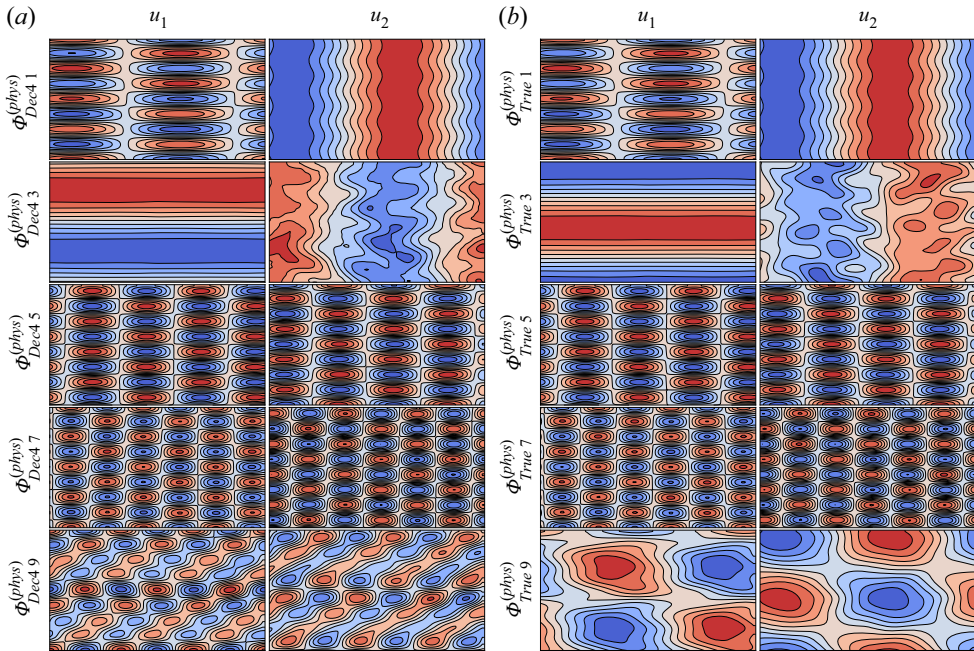 (a) u1 u2 (b) u1 u2
Φ(phys)Dec4 1 Φ(phys)True 1
Φ(phys)Dec4 3 Φ(phys)True 3
Φ(phys)Dec4 5 Φ(phys)True 5
Φ(phys)Dec4 7 Φ(phys)True 7
Φ(phys)Dec4 9 Φ(phys)True 9